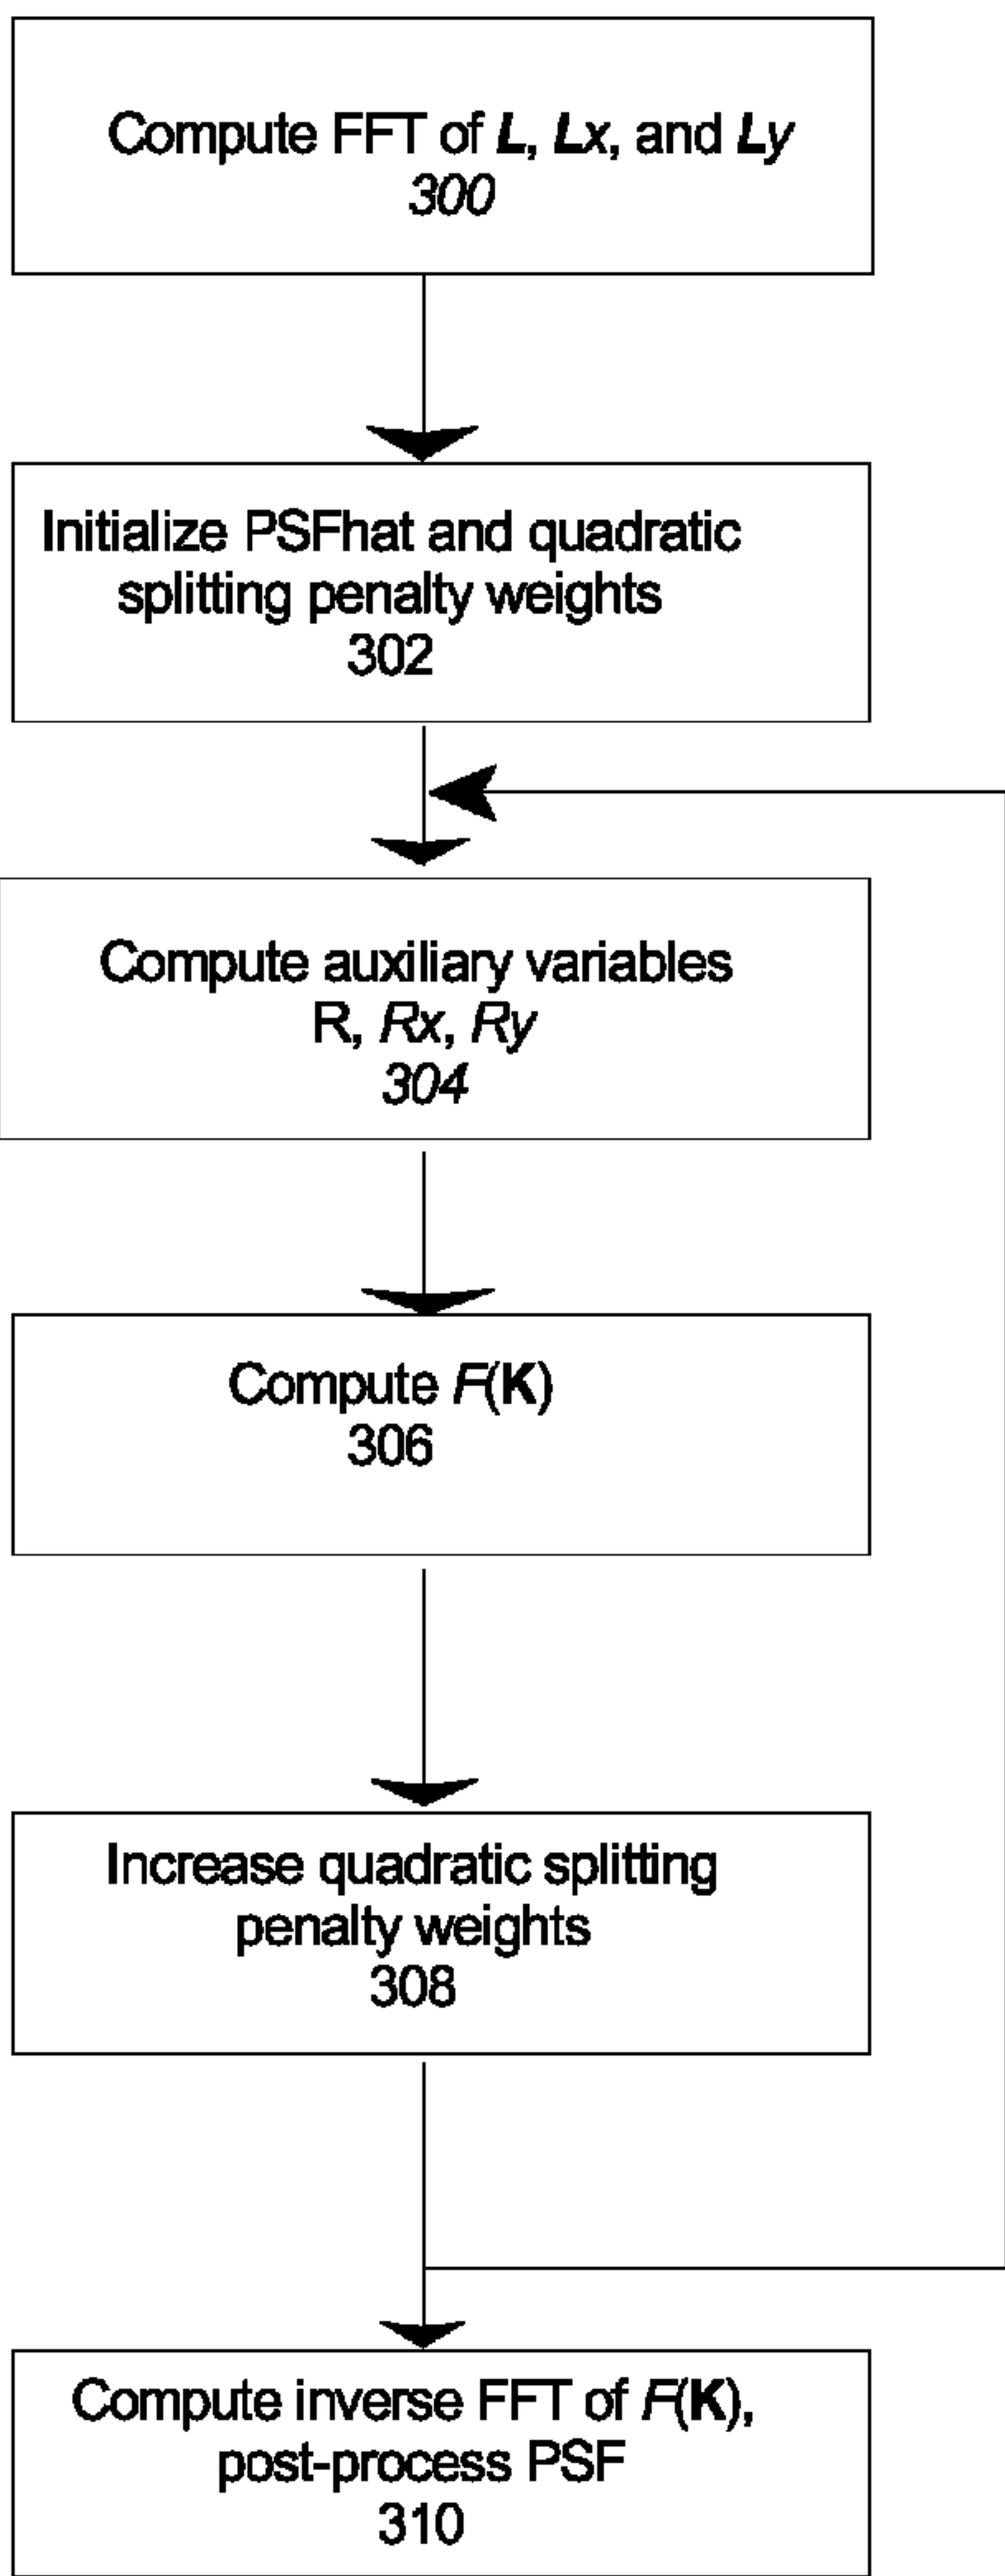 Compute FFT of L, Lx, and Ly
300
Initialize PSFhat and quadratic
splitting penalty weights
302
Compute auxiliary variables
R, Rx, Ry
304
Compute F(K)
306
Increase quadratic splitting
penalty weights
308
Compute inverse FFT of F(K),
post-process PSF
310